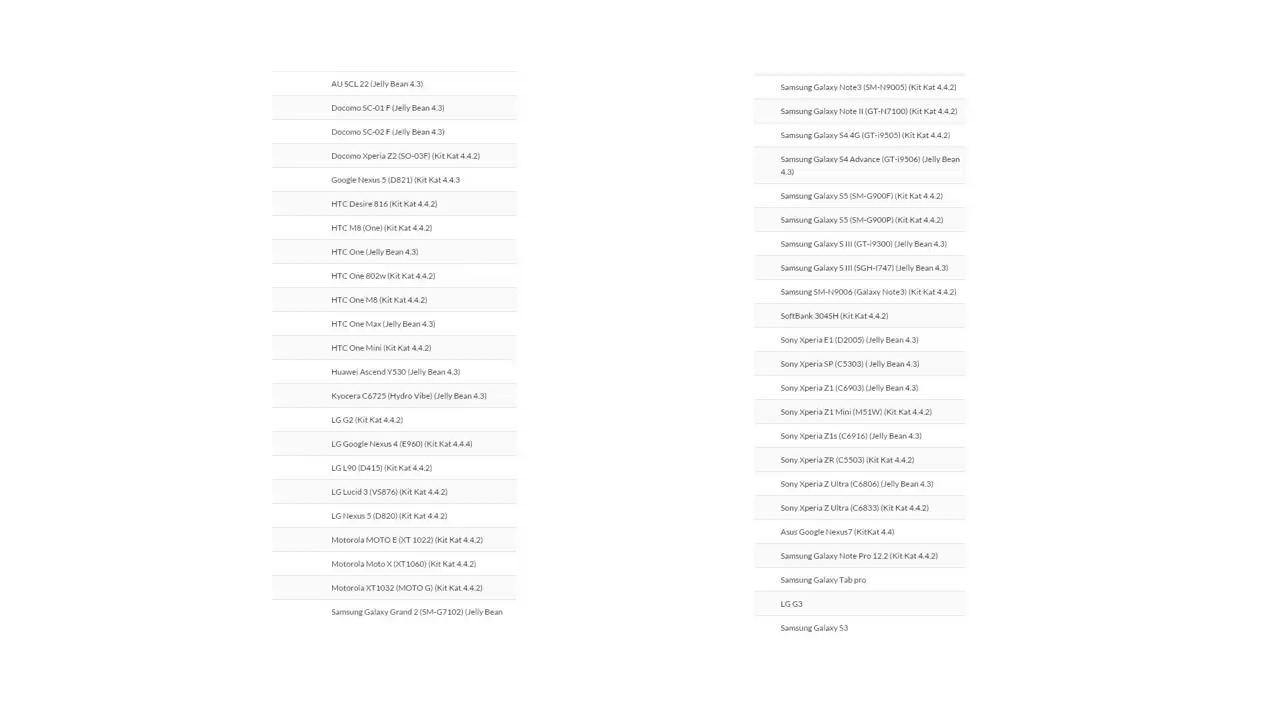 AU SCL 22 (Jelly Bean 4.3)
Docomo SC-01 F (Jelly Bean 4.3)
Docomo SC-02 F (Jelly Bean 4.3)
Docomo Xperia Z2 (SO-03F) (Kit Kat 4.4.2)
Google Nexus 5 (D821) (Kit Kat 4.4.3
HTC Desire 816 (Kit Kat 4.4.2)
HTC M8 (One) (Kit Kat 4.4.2)
HTC One (Jelly Bean 4.3)
HTC One 802w (Kit Kat 4.4.2)
HTC One M8 (Kit Kat 4.4.2)
HTC One Max (Jelly Bean 4.3)
HTC One Mini (Kit Kat 4.4.2)
Huawei Ascend Y530 (Jelly Bean 4.3)
Kyocera C6725 (Hydro Vibe) (Jelly Bean 4.3)
LG G2 (Kit Kat 4.4.2)
LG Google Nexus 4 (E960) (Kit Kat 4.4.4)
LG L90 (D415) (Kit Kat 4.4.2)
LG Lucid 3 (VS876) (Kit Kat 4.4.2)
LG Nexus 5 (D820) (Kit Kat 4.4.2)
Motorola MOTO E (XT 1022) (Kit Kat 4.4.2)
Motorola Moto X (XT1060) (Kit Kat 4.4.2)
Motorola XT1032 (MOTO G) (Kit Kat 4.4.2)
Samsung Galaxy Grand 2 (SM-G7102) (Jelly Bean
Samsung Galaxy Note3 (SM-N9005) (Kit Kat 4.4.2)
Samsung Galaxy Note II (GT-N7100) (Kit Kat 4.4.2)
Samsung Galaxy S4 4G (GT-i9505) (Kit Kat 4.4.2)
Samsung Galaxy S4 Advance (GT-i9506) (Jelly Bean
4.3)
Samsung Galaxy S5 (SM-G900F) (Kit Kat 4.4.2)
Samsung Galaxy S5 (SM-G900P) (Kit Kat 4.4.2)
Samsung Galaxy S III (GT-i9300) (Jelly Bean 4.3)
Samsung Galaxy S III (SGH-I747) (Jelly Bean 4.3)
Samsung SM-N9006 (Galaxy Note3) (Kit Kat 4.4.2)
SoftBank 304SH (Kit Kat 4.4.2)
Sony Xperia E1 (D2005) (Jelly Bean 4.3)
Sony Xperia SP (C5303) ( Jelly Bean 4.3)
Sony Xperia Z1 (C6903) (Jelly Bean 4.3)
Sony Xperia Z1 Mini (M51W) (Kit Kat 4.4.2)
Sony Xperia Z1s (C6916) (Jelly Bean 4.3)
Sony Xperia ZR (C5503) (Kit Kat 4.4.2)
Sony Xperia Z Ultra (C6806) (Jelly Bean 4.3)
Sony Xperia Z Ultra (C6833) (Kit Kat 4.4.2)
Asus Google Nexus7 (KitKat 4.4)
Samsung Galaxy Note Pro 12.2 (Kit Kat 4.4.2)
Samsung Galaxy Tab pro
LG G3
Samsung Galaxy S3